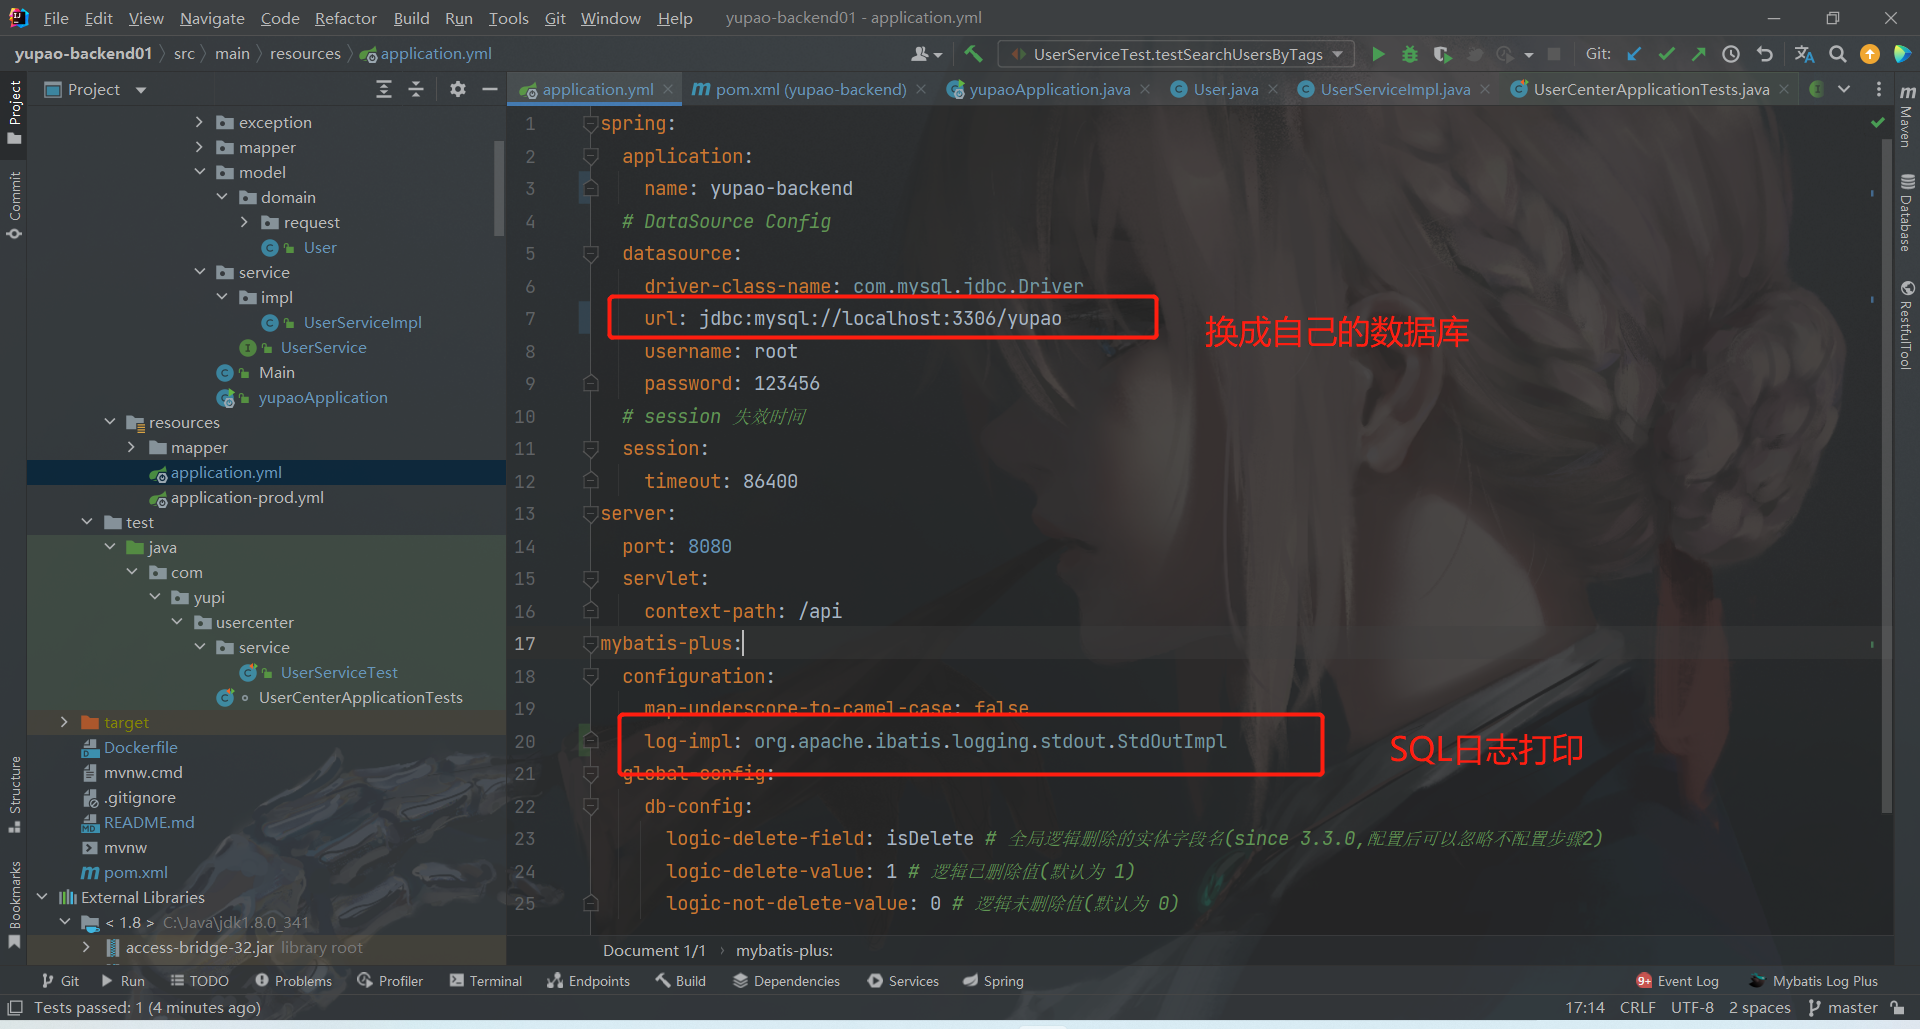 File Edit View Navigate Code Refactor Build Run Tools Git Window Help yupao-backend01 - application.yml
yupao-backend01 src main resources application.yml UserServiceTest.testSearchUsersByTags Git:
Project
application.yml pom.xml (yupao-backend) yupaoApplication.java User.java UserServiceImpl.java UserCenterApplicationTests.java
Project
Commit
Structure
Bookmarks
exception
mapper
model
domain
request
User
service
impl
UserServiceImpl
UserService
Main
yupaoApplication
resources
mapper
application.yml
application-prod.yml
test
java
com
yupi
usercenter
service
UserServiceTest
UserCenterApplicationTests
target
Dockerfile
mvnw.cmd
.gitignore
README.md
mvnw
pom.xml
External Libraries
< 1.8 > C:\Java\jdk1.8.0_341
access-bridge-32.jar library root
1 spring:
2 application:
3 name: yupao-backend
4 # DataSource Config
5 datasource:
6 driver-class-name: com.mysql.jdbc.Driver
7 url: jdbc:mysql://localhost:3306/yupao
换成自己的数据库
8 username: root
9 password: 123456
10 # session 失效时间
11 session:
12 timeout: 86400
13 server:
14 port: 8080
15 servlet:
16 context-path: /api
17 mybatis-plus:
18 configuration:
19 map-underscore-to-camel-case: false
20 log-impl: org.apache.ibatis.logging.stdout.StdOutImpl
SQL日志打印
21 global-config:
22 db-config:
23 logic-delete-field: isDelete # 全局逻辑删除的实体字段名(since 3.3.0,配置后可以忽略不配置步骤2)
24 logic-delete-value: 1 # 逻辑已删除值(默认为 1)
25 logic-not-delete-value: 0 # 逻辑未删除值(默认为 0)
Document 1/1 mybatis-plus:
Maven
Database
RestfulTool
Git Run TODO Problems Profiler Terminal Endpoints Build Dependencies Services Spring 9+ Event Log Mybatis Log Plus
Tests passed: 1 (4 minutes ago) 17:14 CRLF UTF-8 2 spaces master